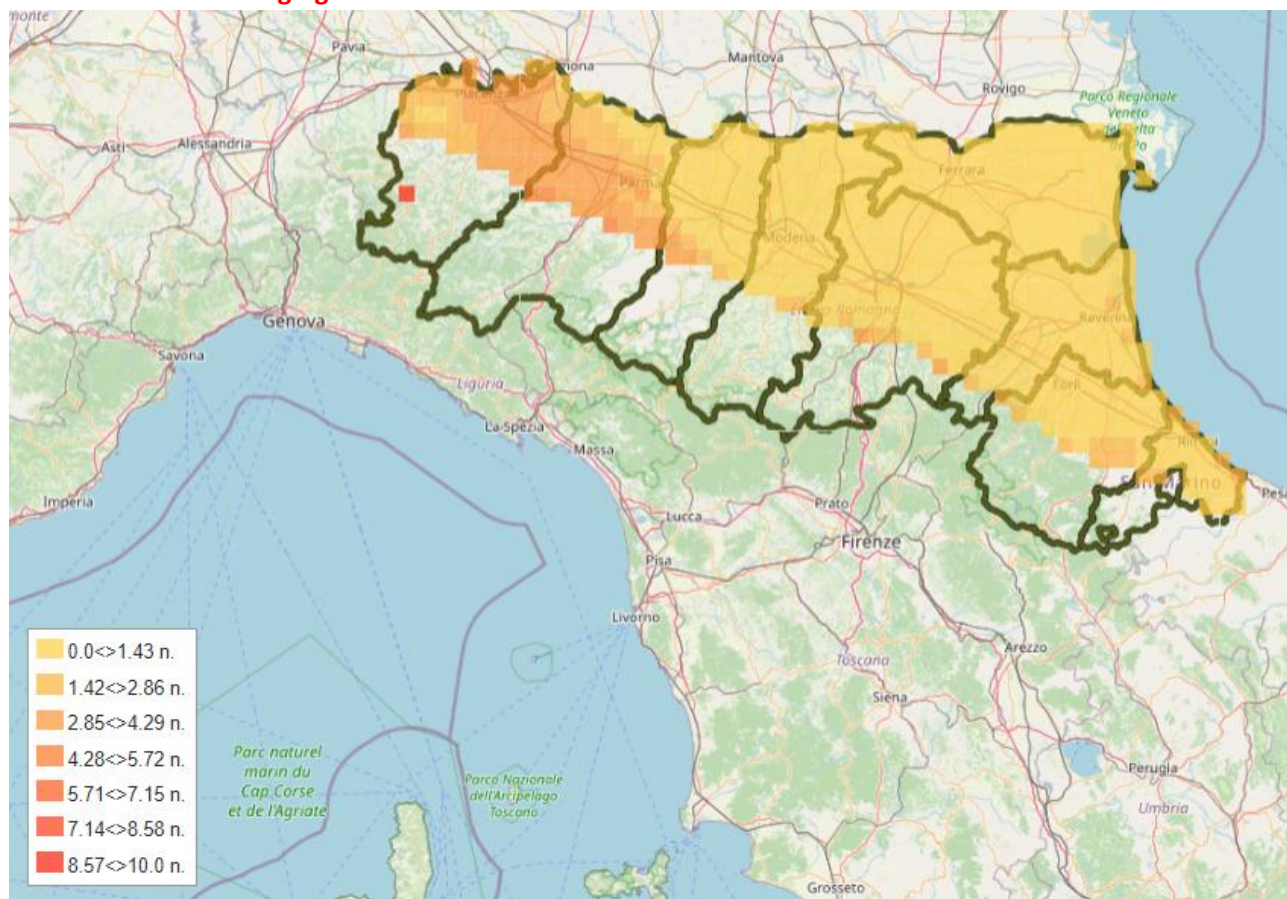 Pavia
Mantova
Rovigo
Parco Regionale
Veneto
Asti
Alessandria
Parma
Ferrara
Modena
Ravenna
Genova
Savona
Forlì
Liguria
La Spezia
Massa
San Marino
Imperia
Prato
Lucca
Firenze
Pisa
Livorno
Arezzo
Toscana
Siena
Perugia
Umbria
Parc naturel
marin du
Cap Corse
et de l'Agriate
Parco Nazionale
dell'Arcipelago
Toscano
Grosseto
0.0<>1.43 n.
1.42<>2.86 n.
2.85<>4.29 n.
4.28<>5.72 n.
5.71<>7.15 n.
7.14<>8.58 n.
8.57<>10.0 n.